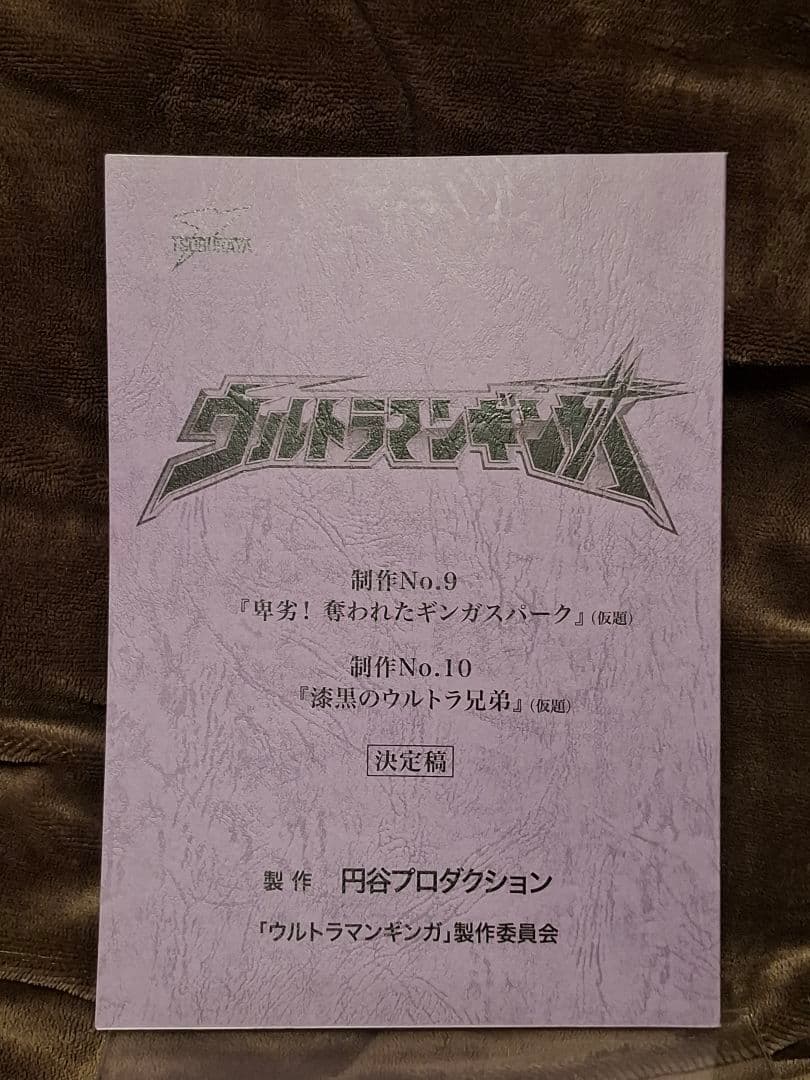 TSUBURAYA
ウルトラマンギンガ
制作No.9
『卑劣！奪われたギンガスパーク』(仮題)
制作No.10
『漆黒のウルトラ兄弟』(仮題)
決定稿
製作 円谷プロダクション
「ウルトラマンギンガ」製作委員会